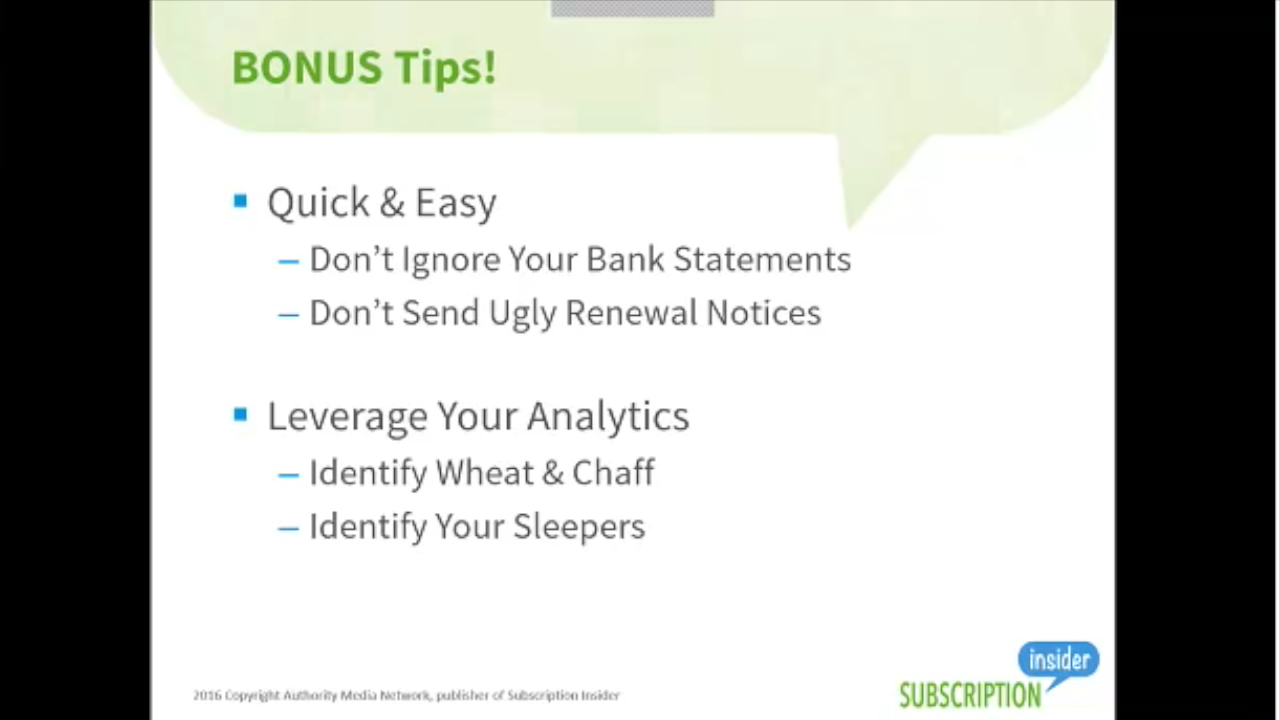 BONUS Tips!
Quick & Easy
– Don’t Ignore Your Bank Statements
– Don’t Send Ugly Renewal Notices
Leverage Your Analytics
– Identify Wheat & Chaff
– Identify Your Sleepers
insider
SUBSCRIPTION
2016 Copyright Authority Media Network, publisher of Subscription Insider